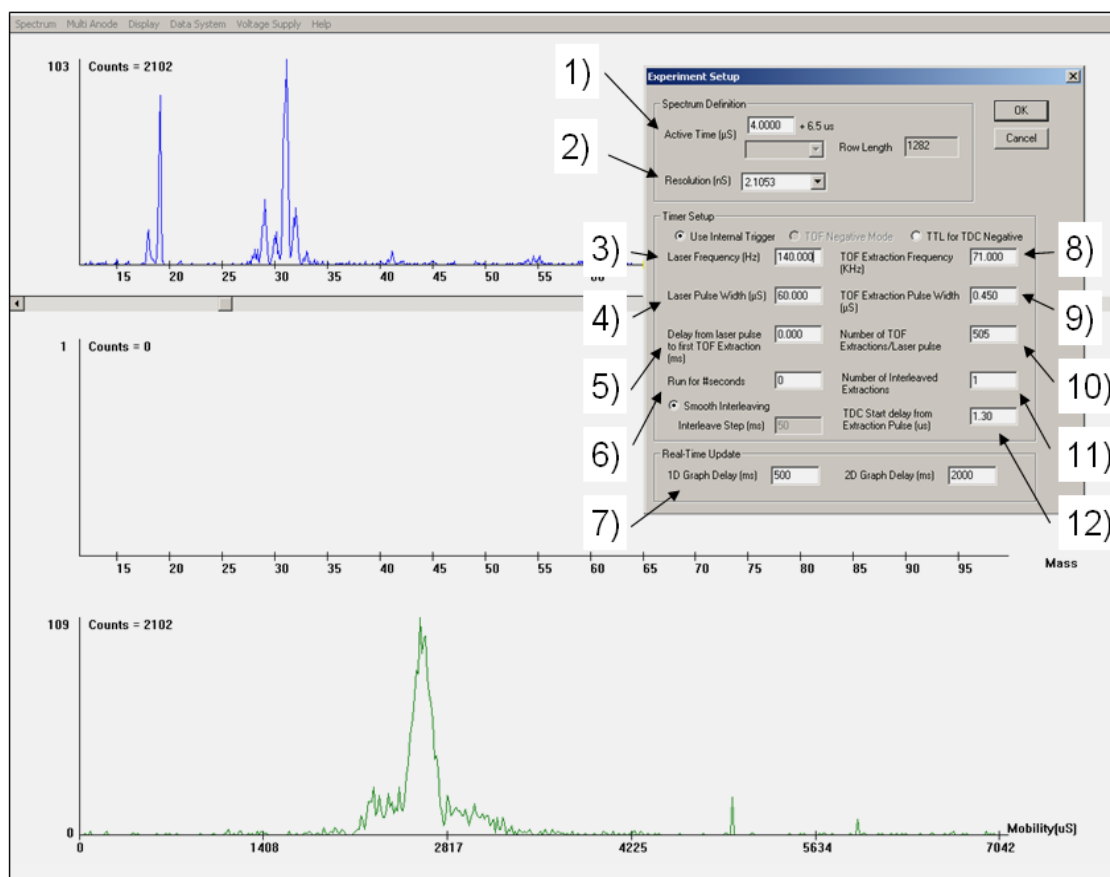 Spectrum Multi Anode Display Data System Voltage Supply Help
103 Counts = 2102
15 20 25 30 35 40 45 50 55 60
1)
2)
3)
4)
5)
6)
7)
8)
9)
10)
11)
12)
Experiment Setup
Spectrum Definition
Active Time (µS) 4.0000 + 6.5 us
Row Length 1282
Resolution (nS) 2.1053
OK
Cancel
Timer Setup
Use Internal Trigger TOF Negative Mode TTL for TDC Negative
Laser Frequency (Hz) 140.000 TOF Extraction Frequency
(KHz) 71.000
Laser Pulse Width (µS) 60.000 TOF Extraction Pulse Width
(µS) 0.450
Delay from laser pulse
to first TOF Extraction
(ms) 0.000
Number of TOF
Extractions/Laser pulse 505
Run for #seconds 0 Number of Interleaved
Extractions 1
Smooth Interleaving
Interleave Step (ms) 50
TDC Start delay from
Extraction Pulse (us) 1.30
Real-Time Update
1D Graph Delay (ms) 500 2D Graph Delay (ms) 2000
1 Counts = 0
15 20 25 30 35 40 45 50 55 60 65 70 75 80 85 90 95 Mass
109 Counts = 2102
0 Mobility(uS)
0 1408 2817 4225 5634 7042